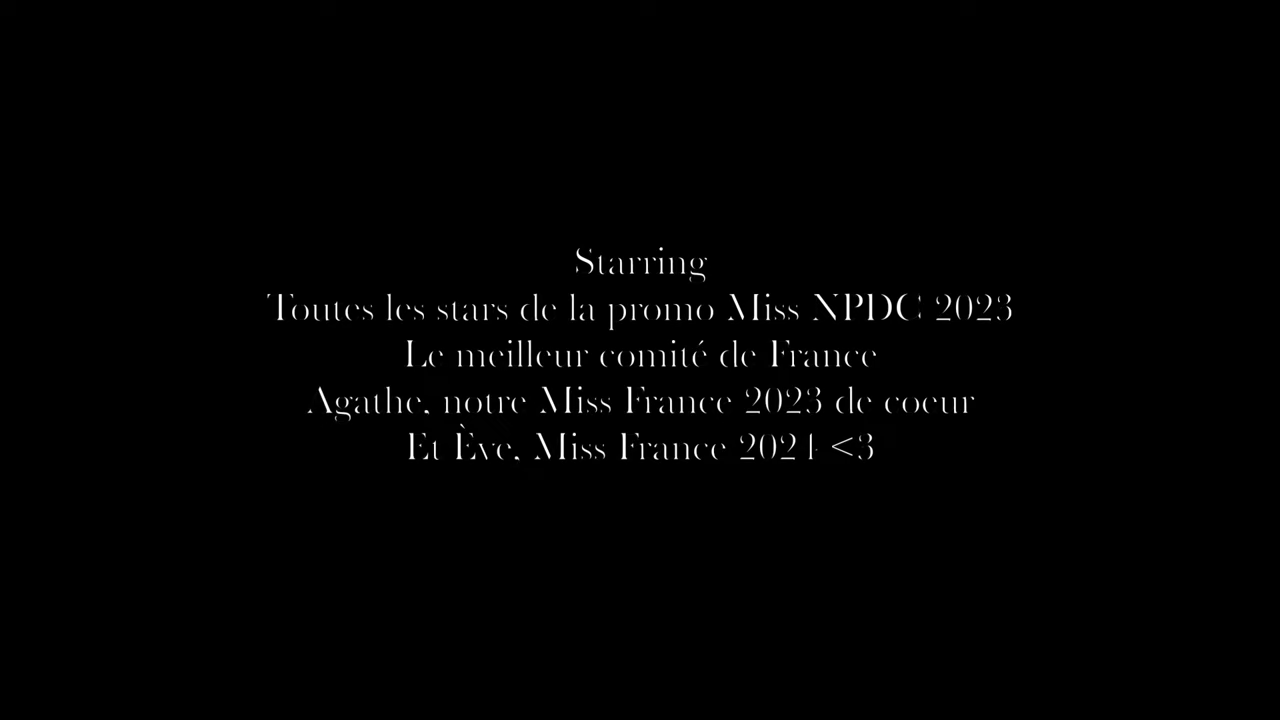 Starring
Toutes les stars de la promo Miss NPDC 2023
Le meilleur comité de France
Agathe, notre Miss France 2023 de coeur
Et Ève, Miss France 2024 <3